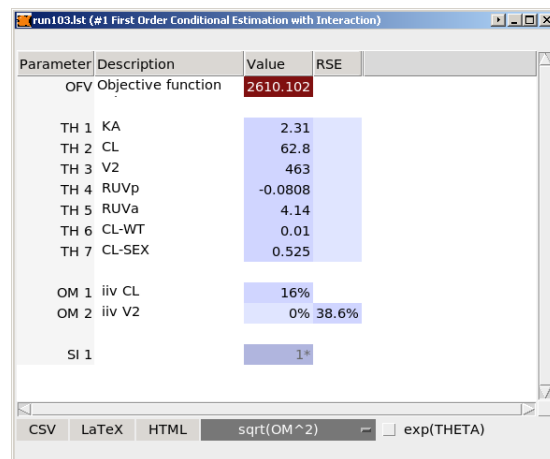 run103.lst (#1 First Order Conditional Estimation with Interaction)
Parameter Description Value RSE
OFV Objective function 2610.102
TH 1 KA 2.31
TH 2 CL 62.8
TH 3 V2 463
TH 4 RUVp -0.0808
TH 5 RUVa 4.14
TH 6 CL-WT 0.01
TH 7 CL-SEX 0.525
OM 1 iiv CL 16%
OM 2 iiv V2 0% 38.6%
SI 1 1*
CSV LaTeX HTML sqrt(OM^2) exp(THETA)